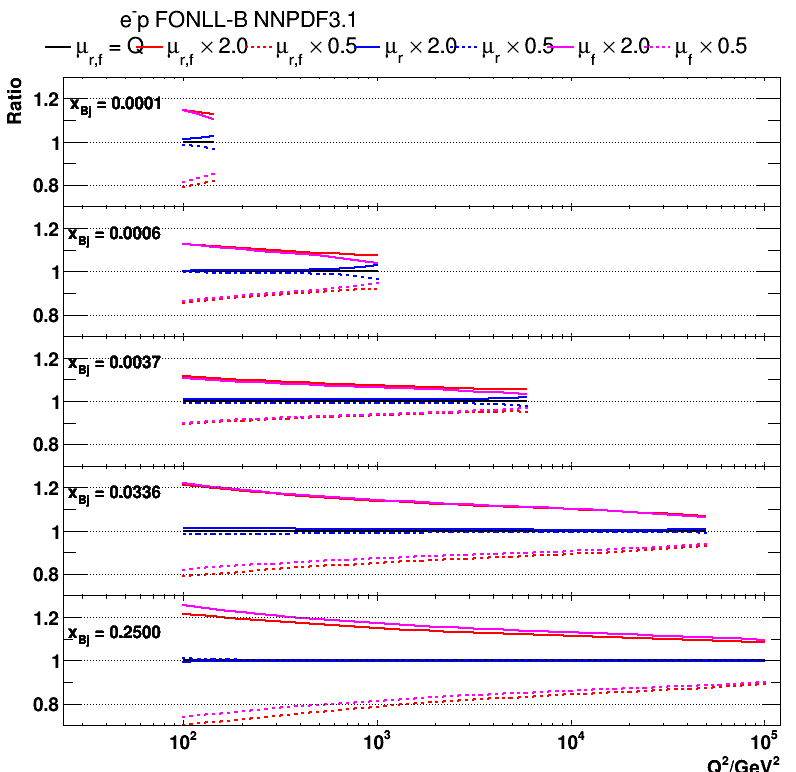 e⁻p FONLL-B NNPDF3.1
μr,f = Q μr,f × 2.0 μr,f × 0.5 μr × 2.0 μr × 0.5 μf × 2.0 μf × 0.5
Ratio
1.2
1
0.8
xBj = 0.0001
1.2
1
0.8
xBj = 0.0006
1.2
1
0.8
xBj = 0.0037
1.2
1
0.8
xBj = 0.0336
1.2
1
0.8
xBj = 0.2500
10² 10³ 10⁴ 10⁵
Q²/GeV²